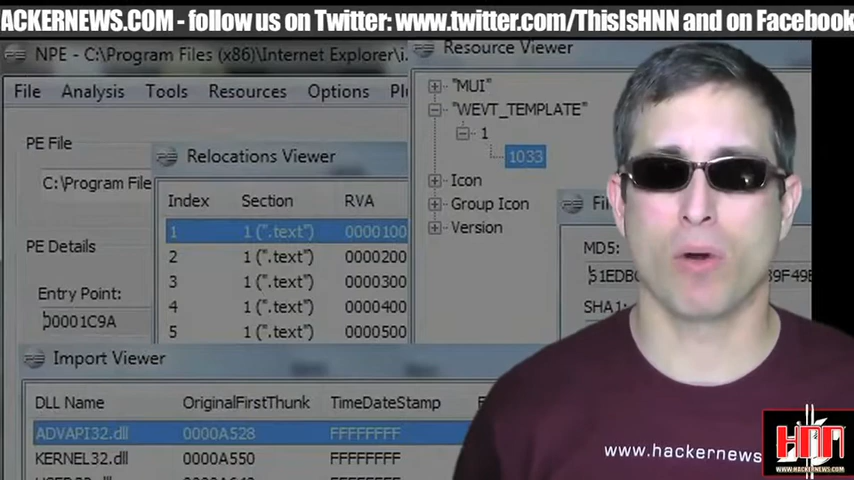 ACKERNEWS.COM - follow us on Twitter: www.twitter.com/ThisIsHNN and on Facebook
NPE - C:\Program Files (x86)\Internet Explorer\i.
File Analysis Tools Resources Options
PE File
C:\Program File
PE Details
Entry Point:
00001C9A
Relocations Viewer
Index Section RVA
1 1 (".text") 0000100
2 1 (".text") 0000200
3 1 (".text") 0000300
4 1 (".text") 0000400
5 1 (".text") 0000500
Resource Viewer
"MUI"
"WEVT_TEMPLATE"
1
1033
Icon
Group Icon
Version
MD5:
SHA1:
Import Viewer
DLL Name OriginalFirstThunk TimeDateStamp
ADVAPI32.dll 0000A528 FFFFFFFF
KERNEL32.dll 0000A550 FFFFFFFF
www.hackernews
HNN
WWW.HACKERNEWS.COM